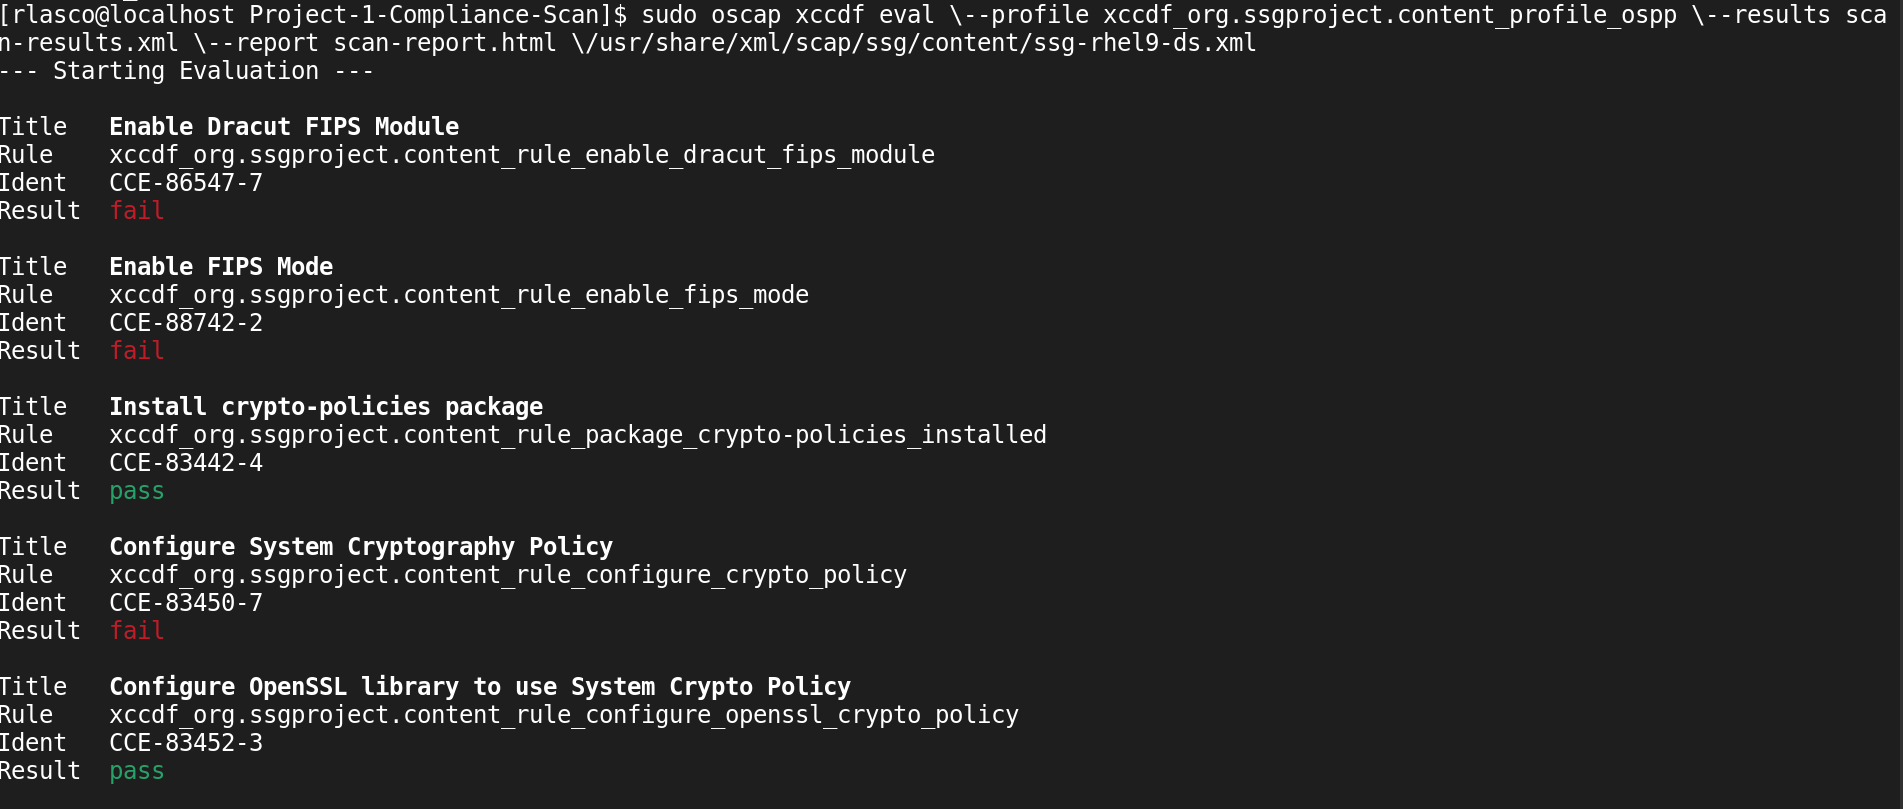 [rlasco@localhost Project-1-Compliance-Scan]$ sudo oscap xccdf eval \--profile xccdf_org.ssgproject.content_profile_ospp \--results sca
n-results.xml \--report scan-report.html \/usr/share/xml/scap/ssg/content/ssg-rhel9-ds.xml
--- Starting Evaluation ---
Title   Enable Dracut FIPS Module
Rule    xccdf_org.ssgproject.content_rule_enable_dracut_fips_module
Ident   CCE-86547-7
Result  fail
Title   Enable FIPS Mode
Rule    xccdf_org.ssgproject.content_rule_enable_fips_mode
Ident   CCE-88742-2
Result  fail
Title   Install crypto-policies package
Rule    xccdf_org.ssgproject.content_rule_package_crypto-policies_installed
Ident   CCE-83442-4
Result  pass
Title   Configure System Cryptography Policy
Rule    xccdf_org.ssgproject.content_rule_configure_crypto_policy
Ident   CCE-83450-7
Result  fail
Title   Configure OpenSSL library to use System Crypto Policy
Rule    xccdf_org.ssgproject.content_rule_configure_openssl_crypto_policy
Ident   CCE-83452-3
Result  pass